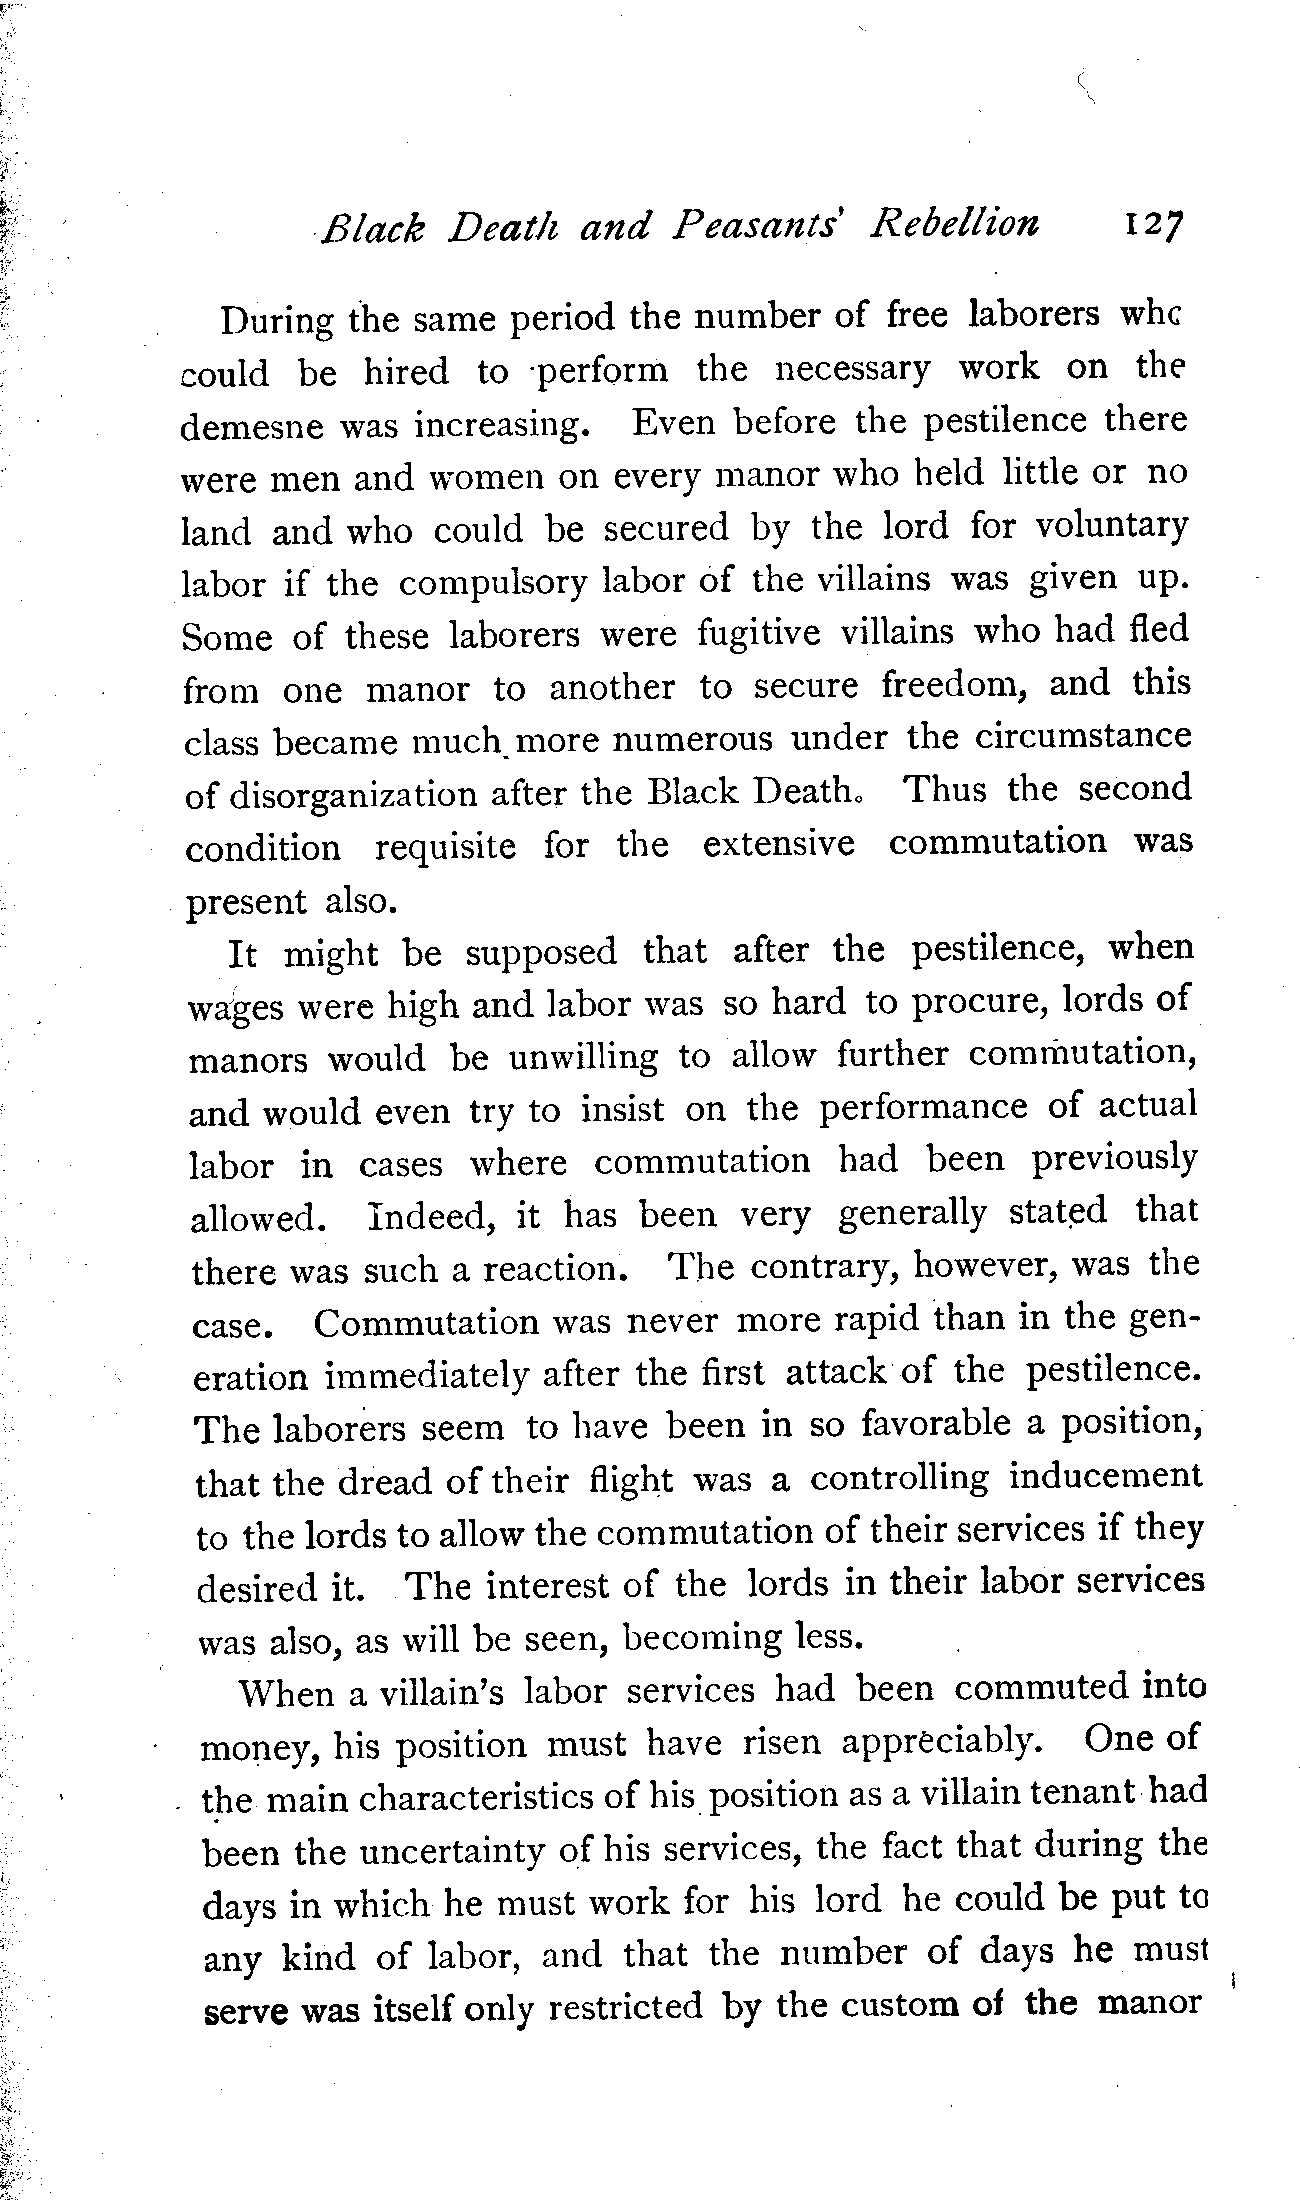 Black Death and Peasants' Rebellion 127
During the same period the number of free laborers who
could be hired to perform the necessary work on the
demesne was increasing. Even before the pestilence there
were men and women on every manor who held little or no
land and who could be secured by the lord for voluntary
labor if the compulsory labor of the villains was given up.
Some of these laborers were fugitive villains who had fled
from one manor to another to secure freedom, and this
class became much more numerous under the circumstance
of disorganization after the Black Death. Thus the second
condition requisite for the extensive commutation was
present also.
It might be supposed that after the pestilence, when
wages were high and labor was so hard to procure, lords of
manors would be unwilling to allow further commutation,
and would even try to insist on the performance of actual
labor in cases where commutation had been previously
allowed. Indeed, it has been very generally stated that
there was such a reaction. The contrary, however, was the
case. Commutation was never more rapid than in the gen-
eration immediately after the first attack of the pestilence.
The laborers seem to have been in so favorable a position,
that the dread of their flight was a controlling inducement
to the lords to allow the commutation of their services if they
desired it. The interest of the lords in their labor services
was also, as will be seen, becoming less.
When a villain's labor services had been commuted into
money, his position must have risen appreciably. One of
the main characteristics of his position as a villain tenant had
been the uncertainty of his services, the fact that during the
days in which he must work for his lord he could be put to
any kind of labor, and that the number of days he must
serve was itself only restricted by the custom of the manor